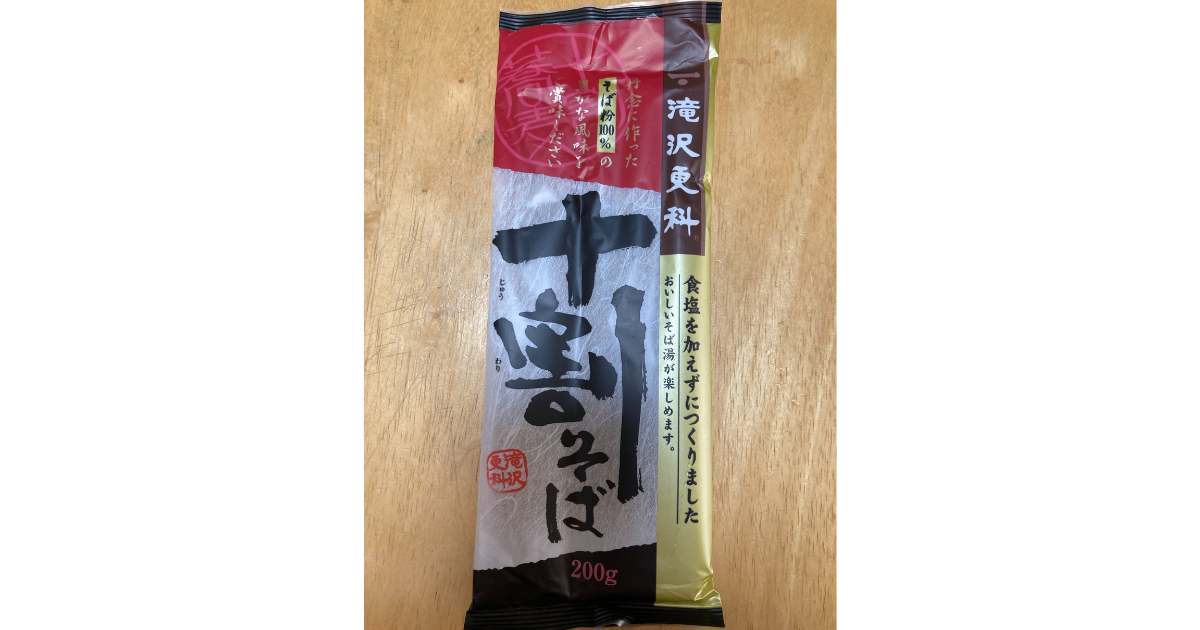 滝沢更科
丹念に作った
そば粉100%の
豊かな風味を
ご賞味ください
食塩を加えずにつくりました
おいしいそば湯が楽しめます。
十割そば
じゅう
わり
滝沢
更科
200g